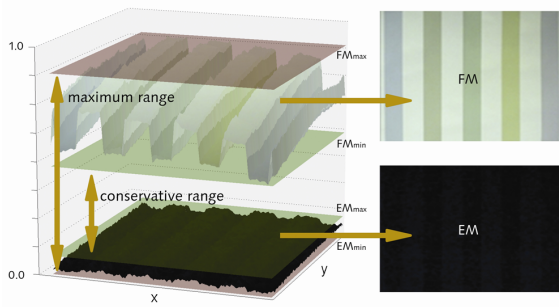 1.0
FMmax
maximum range
FM
FMmin
conservative range
EMmax
EM
EMmin
y
0.0
x